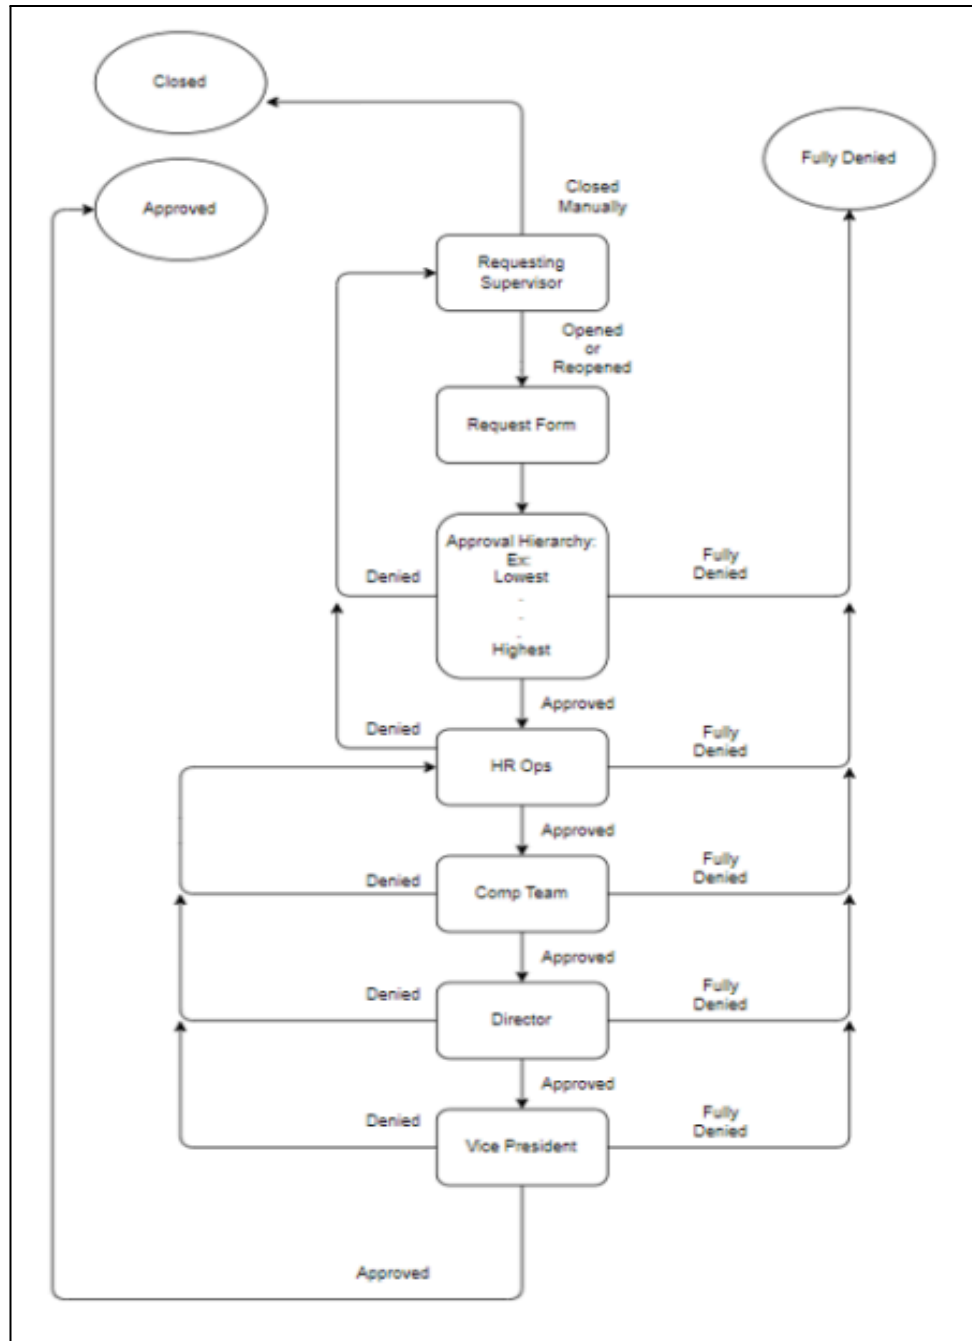 Closed
Fully Denied
Approved
Closed
Manually
Requesting
Supervisor
Opened
or
Reopened
Request Form
Approval Hierarchy:
Ex:
Lowest
.
.
.
Highest
Denied
Fully
Denied
Approved
Denied
Fully
Denied
HR Ops
Approved
Denied
Fully
Denied
Comp Team
Approved
Denied
Fully
Denied
Director
Approved
Denied
Fully
Denied
Vice President
Approved